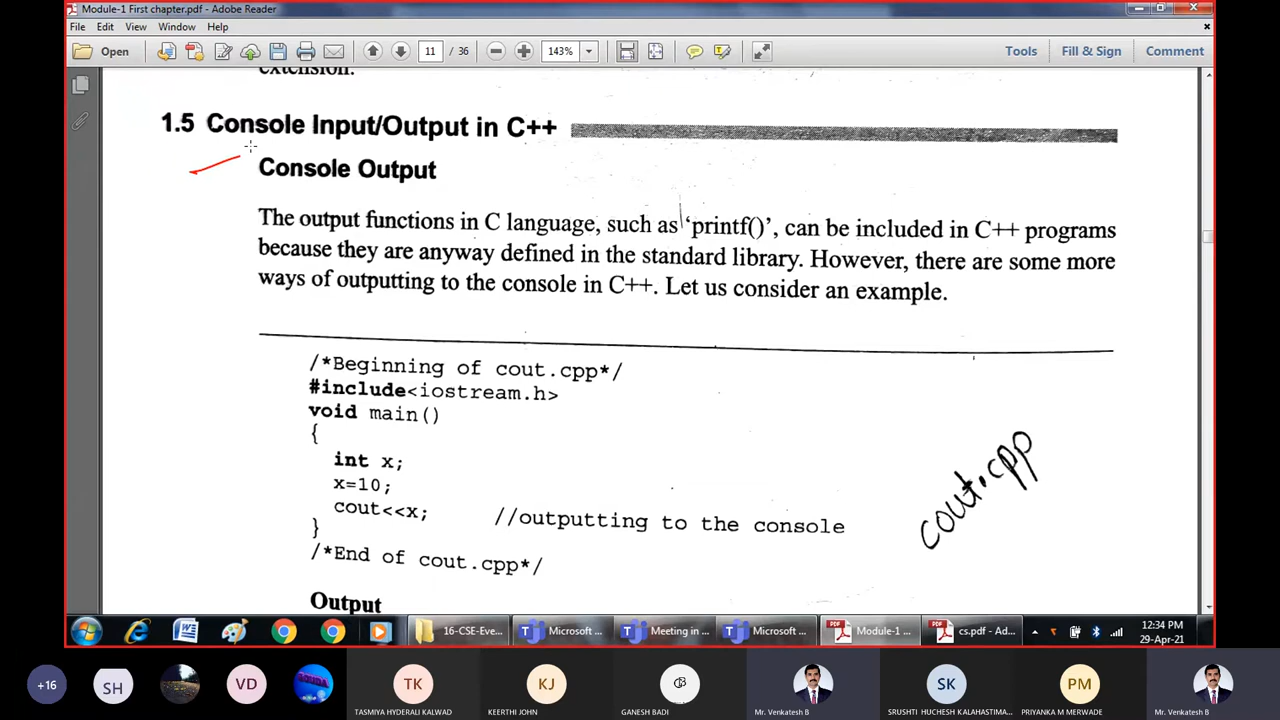 Module-1 First chapter.pdf - Adobe Reader
File Edit View Window Help
Open 11 / 36 143% Tools Fill & Sign Comment
extension.
1.5 Console Input/Output in C++
Console Output
The output functions in C language, such as 'printf()', can be included in C++ programs
because they are anyway defined in the standard library. However, there are some more
ways of outputting to the console in C++. Let us consider an example.
/*Beginning of cout.cpp*/
#include<iostream.h>
void main()
{
int x;
x=10;
cout<<x; //outputting to the console
}
/*End of cout.cpp*/
cout.cpp
Output
16-CSE-Eve... Microsoft ... Meeting in ... Microsoft ... Module-1 ... cs.pdf - Ad...
12:34 PM
29-Apr-21
+16 SH VD TK KJ GB SK PM
TASMIYA HYDERALI KALWAD KEERTHI JOHN GANESH BADI Mr. Venkatesh B SRUSHTI HUCHESH KALAHASTIMA... PRIYANKA M MERWADE Mr. Venkatesh B